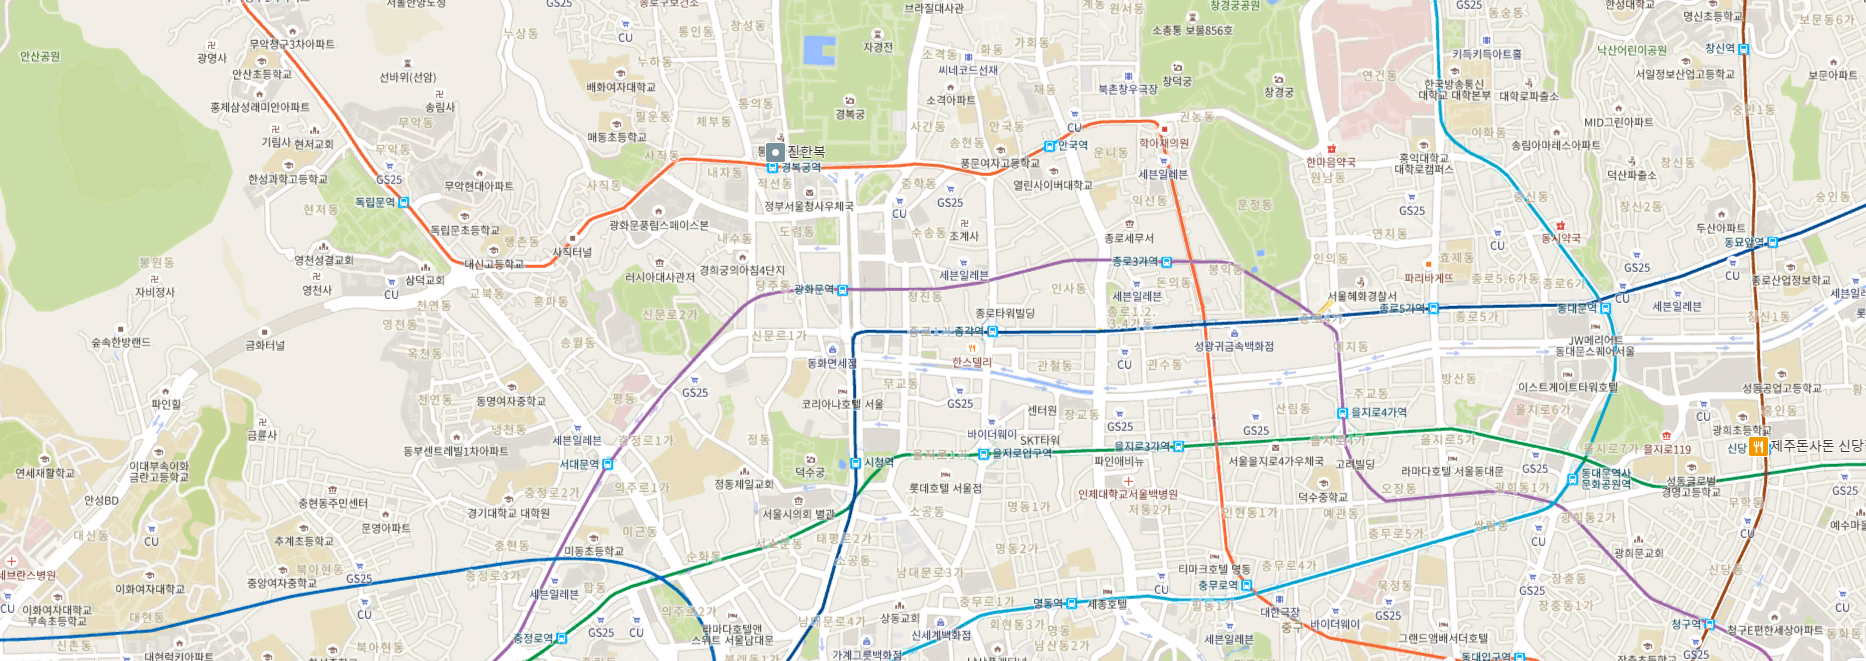 서울한양도성
GS25
종로구보건소
브라질대사관
계동
원서동
창경궁공원
GS25
동숭동
한성대학교
명신초등학교
보문동6가
무악청구3차아파트
누상동
CU
창성동
통인동
자경전
소격동
화동
가회동
소총통 보물856호
재동
키득키득아트홀
낙산어린이공원
창신역
안산공원
광명사
안산초등학교
선바위(선암)
누하동
배화여자대학교
씨네코드선재
북촌창우극장
창덕궁
창경궁
연건동
한국방송통신
대학교 대학본부
대학로파출소
서일정보산업고등학교
보문아파트
홍제삼성래미안아파트
송림사
무악동
통의동
경복궁
소격아파트
숭인1동
기림사
현저교회
매동초등학교
필운동
체부동
사간동
송현동
안국동
CU
권농동
이화동
MID그린아파트
송림아마레스아파트
무악동
사직동
진한복
경복궁역
내자동
적선동
중학동
풍문여자고등학교
안국역
운니동
학아재의원
세븐일레븐
한마음약국
원남동
홍익대학교
대학로캠퍼스
창신동
덕산파출소
한성과학고등학교
GS25
무악현대아파트
사직동
열린사이버대학교
독립문역
현저동
독립문초등학교
광화문풍림스페이스본
정부서울청사우체국
CU
GS25
익선동
훈정동
GS25
충신동
창신2동
숭인동
행촌동
사직터널
내수동
도렴동
수송동
조계사
종로세무서
연지동
CU
동시약국
두산아파트
동묘앞역
영천성결교회
대신고등학교
봉원동
영천사
삼덕교회
CU
러시아대사관저
경희궁의아침4단지
세븐일레븐
종로3가역
봉익동
인의동
파리바게뜨
효제동
종로5.6가동
GS25
CU
종로산업정보학교
자비정사
천연동
교북동
홍파동
당주동
광화문역
청진동
인사동
세븐일레븐
돈의동
서울혜화경찰서
종로5가역
종로5가
동대문역
세븐일레븐
영천동
신문로2가
신문로1가
종로타워빌딩
종로1가
종각역
종로1.2.
3.4가동
종로4가
창신1동
숲속한방랜드
금화터널
옥천동
송월동
동화면세점
한스델리
관철동
CU
관수동
성광귀금속백화점
예지동
JW메리어트
동대문스퀘어서울
파인힐
천연동
동명여자중학교
평동
GS25
코리아나호텔 서울
무교동
GS25
센터원
장교동
GS25
산림동
GS25
주교동
방산동
이스트게이트타워호텔
성동공업고등학교
CU
금륜사
냉천동
세븐일레븐
충정로1가
정동
바이더웨이
SKT타워
을지로4가역
을지로6가
흥인동
광희초등학교
연세재활학교
이대부속이화
금란고등학교
동부센트레빌1차아파트
서대문역
덕수궁
시청역
을지로1가
을지로입구역
파인애비뉴
을지로3가역
을지로4가
서울을지로4가우체국
고려빌딩
을지로5가
라마다호텔 서울동대문
GS25
을지로7가
을지로119
신당
제주돈사돈 신당
안성BD
CU
충현동주민센터
경기대학교 대학원
충정로2가
의주로1가
정동제일교회
롯데호텔 서울점
인제대학교서울백병원
덕수중학교
오장동
광희동1가
동대문역사
문화공원역
성동글로벌
경영고등학교
GS25
대신동
문영아파트
미근동
서울시의회 별관
소공동
명동1가
저동2가
인현동1가
예관동
쌍림동
광희동2가
무학동
CU
세브란스병원
추계초등학교
충현동
미동초등학교
순화동
서소문동
태평로2가
명동2가
충무로5가
광희문교회
이화여자대학교
중앙여자중학교
북아현동
GS25
충정로3가
합동
소공동
남대문로3가
티마크호텔 명동
충무로4가
신당동
CU
이화여자대학교
부속초등학교
대현동
CU
세븐일레븐
의주로2가
삼동교회
충무로1가
명동역
세종호텔
CU
충무로역
필동1가
묵정동
GS25
장충동
GS25
장충동1가
CU
신촌동
대현럭키아파트
북아현동
충정로역
GS25
GS25
라마다호텔앤
스위트 서울남대문
남대문로4가
신세계백화점
충무로3가
명동
남산동2가
대한극장
중구
세븐일레븐
바이더웨이
그랜드앰배서더호텔
청구역
청구e편한세상아파트
봉래동1가
가계그릇백화점
동대입구역
장충초등학교
GS25